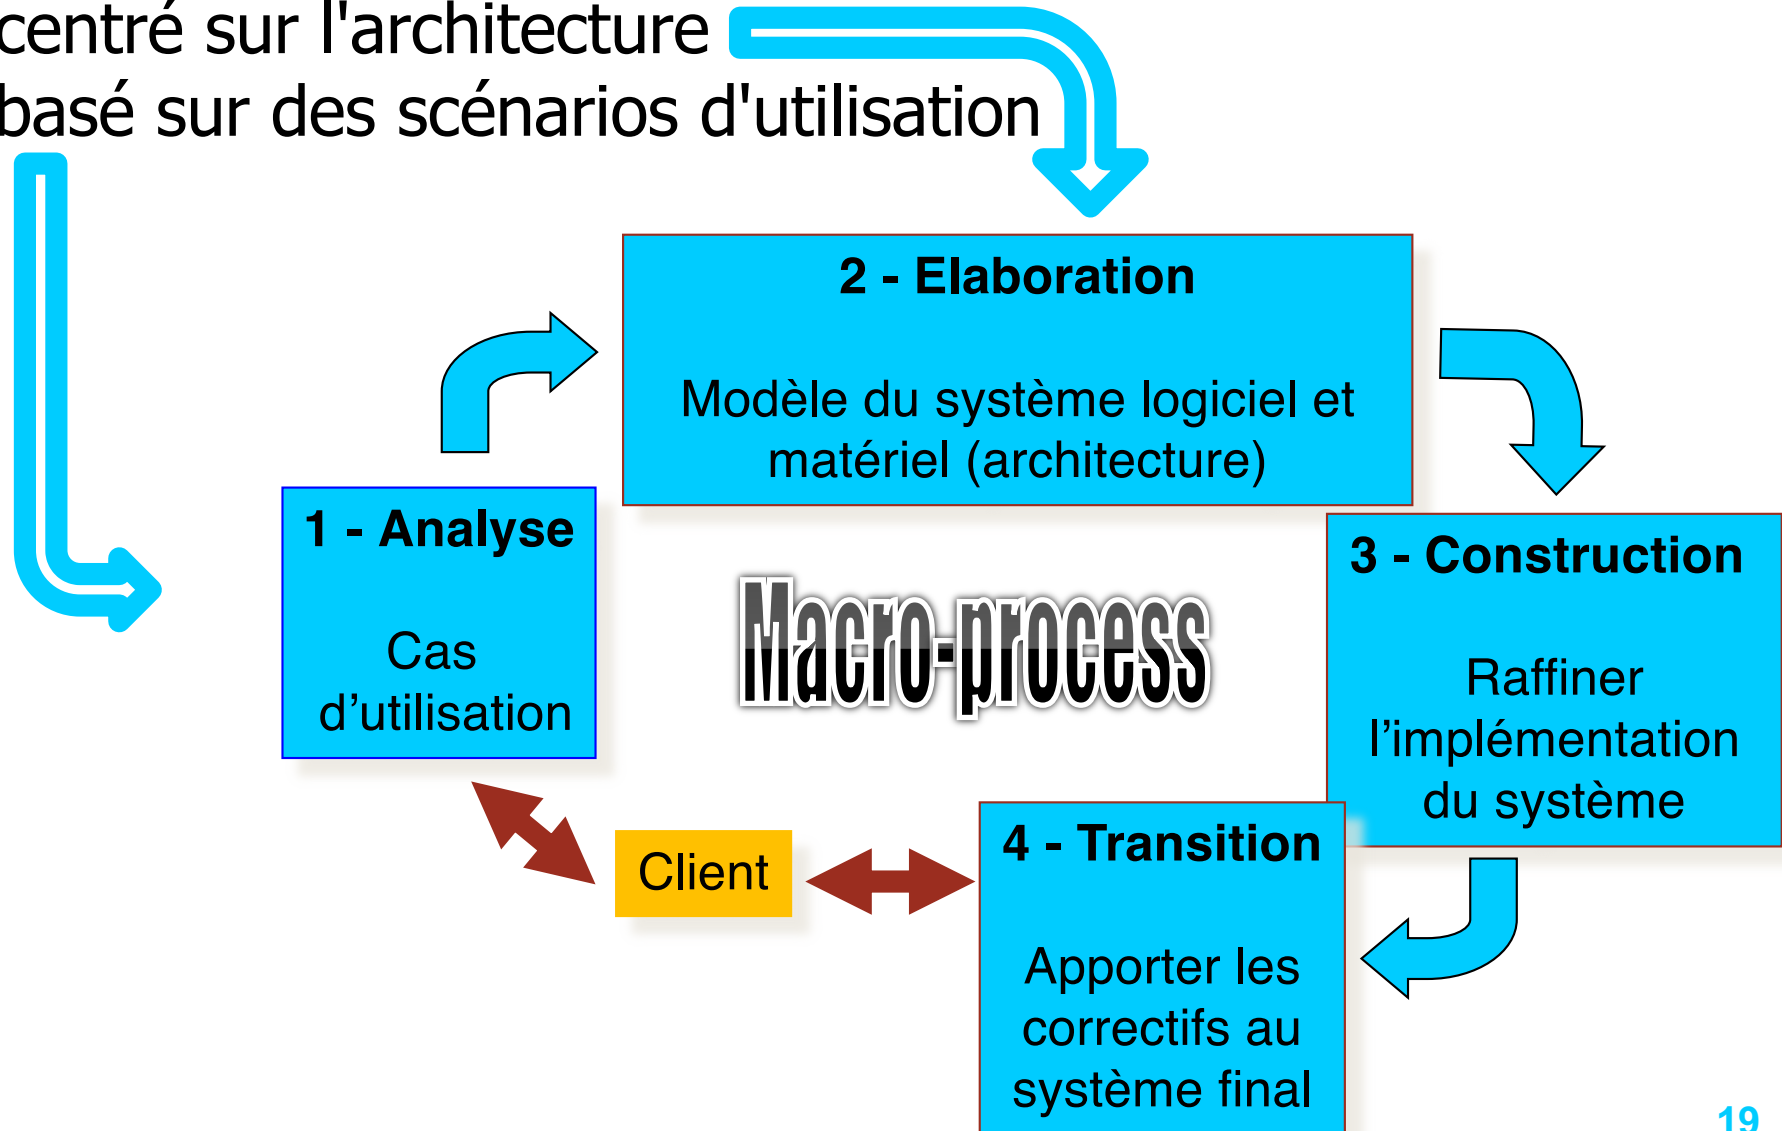 centré sur l'architecture
basé sur des scénarios d'utilisation
2 - Elaboration
Modèle du système logiciel et
matériel (architecture)
1 - Analyse
Cas
d’utilisation
Macro-process
3 - Construction
Raffiner
l’implémentation
du système
Client
4 - Transition
Apporter les
correctifs au
système final
19